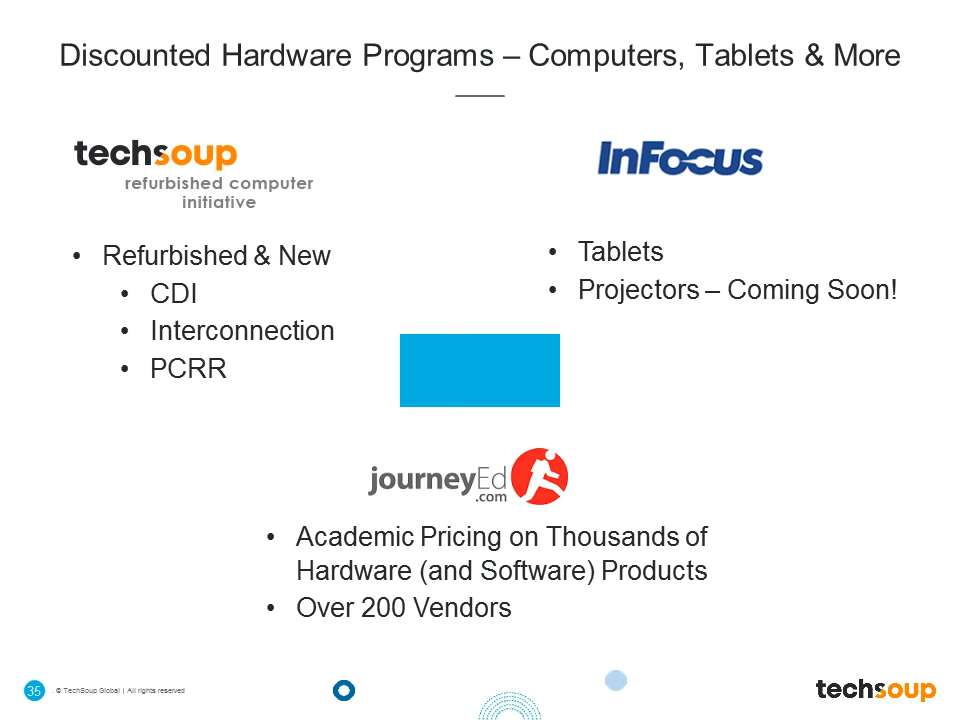 Discounted Hardware Programs – Computers, Tablets & More
techsoup
refurbished computer
initiative
• Refurbished & New
• CDI
• Interconnection
• PCRR
InFocus
• Tablets
• Projectors – Coming Soon!
journeyEd
.com
• Academic Pricing on Thousands of
Hardware (and Software) Products
• Over 200 Vendors
35
. © TechSoup Global | All rights reserved
techsoup